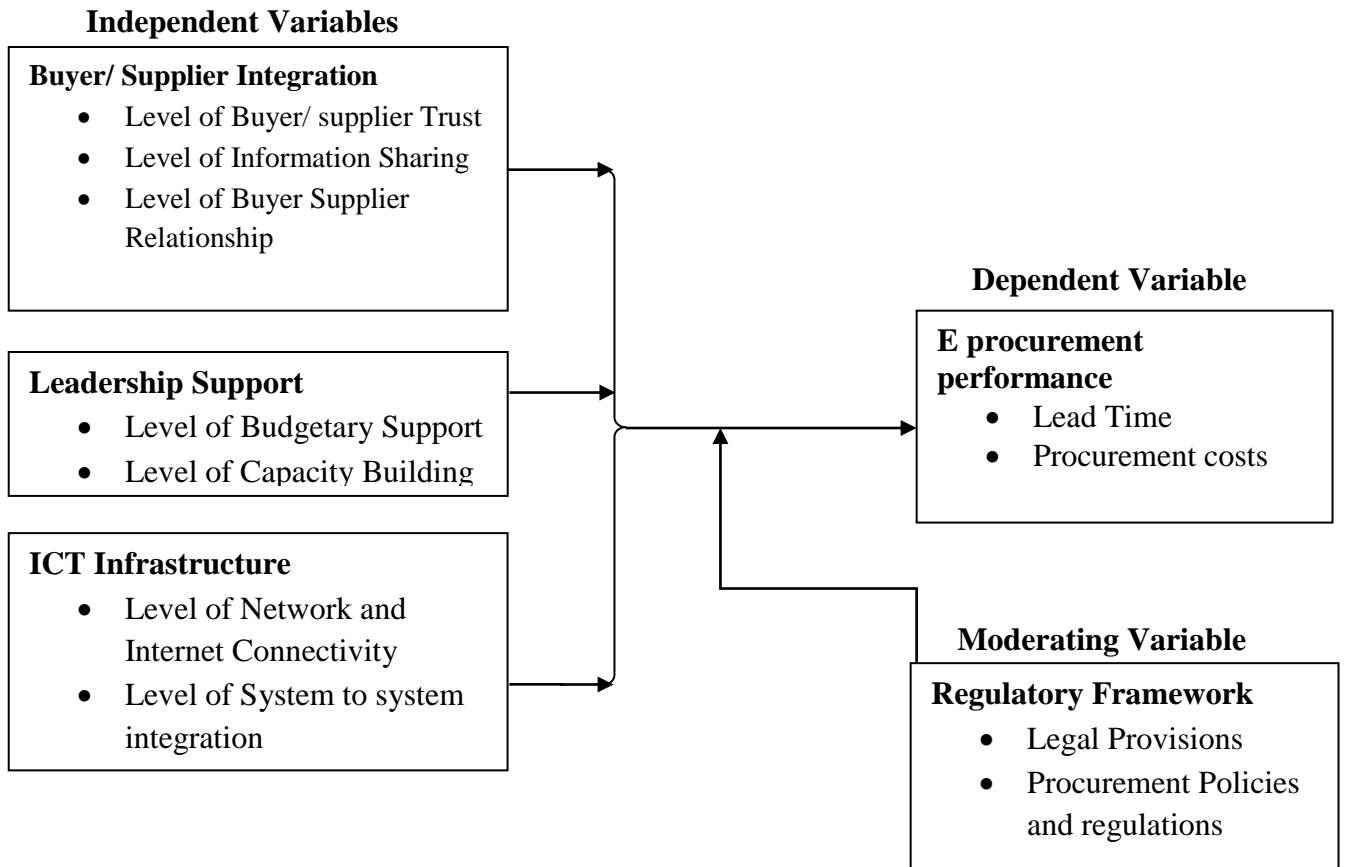 Independent Variables
Buyer/ Supplier Integration
• Level of Buyer/ supplier Trust
• Level of Information Sharing
• Level of Buyer Supplier
Relationship
Leadership Support
• Level of Budgetary Support
• Level of Capacity Building
ICT Infrastructure
• Level of Network and
Internet Connectivity
• Level of System to system
integration
Dependent Variable
E procurement
performance
• Lead Time
• Procurement costs
Moderating Variable
Regulatory Framework
• Legal Provisions
• Procurement Policies
and regulations